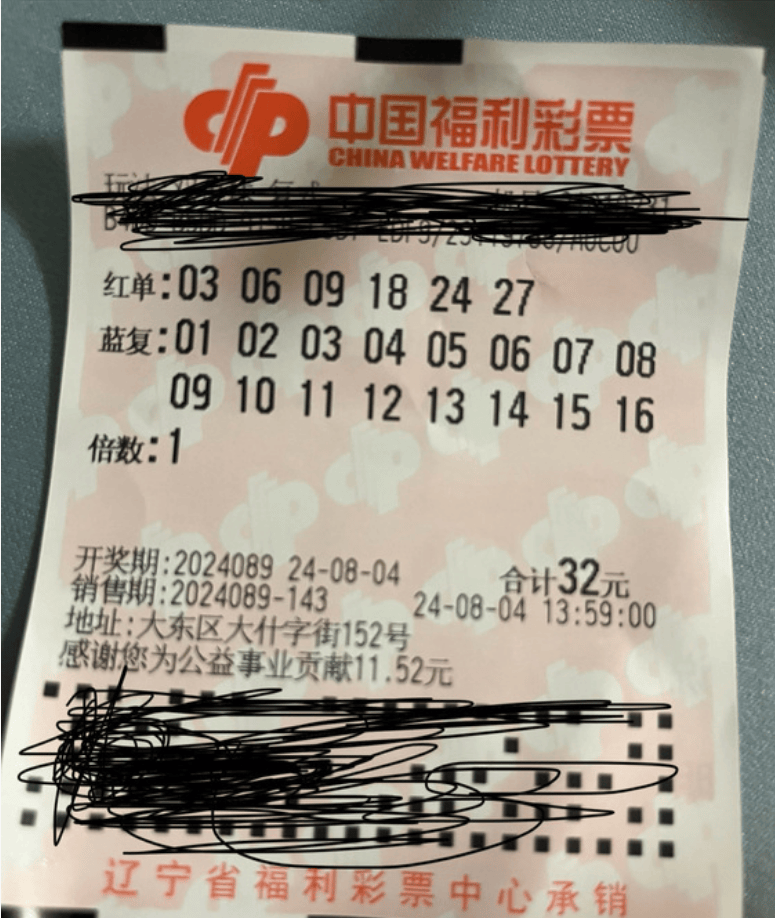 中国福利彩票
CHINA WELFARE LOTTERY
红单:03 06 09 18 24 27
蓝复:01 02 03 04 05 06 07 08
09 10 11 12 13 14 15 16
倍数:1
开奖期:2024089 24-08-04 合计32元
销售期:2024089-143 24-08-04 13:59:00
地址:大东区大什字街152号
感谢您为公益事业贡献11.52元
辽宁省福利彩票中心承销